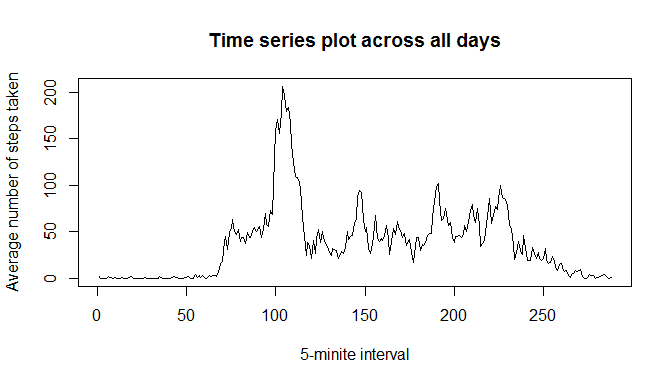 Time series plot across all days
Average number of steps taken
200
150
100
50
0
0 50 100 150 200 250
5-minite interval